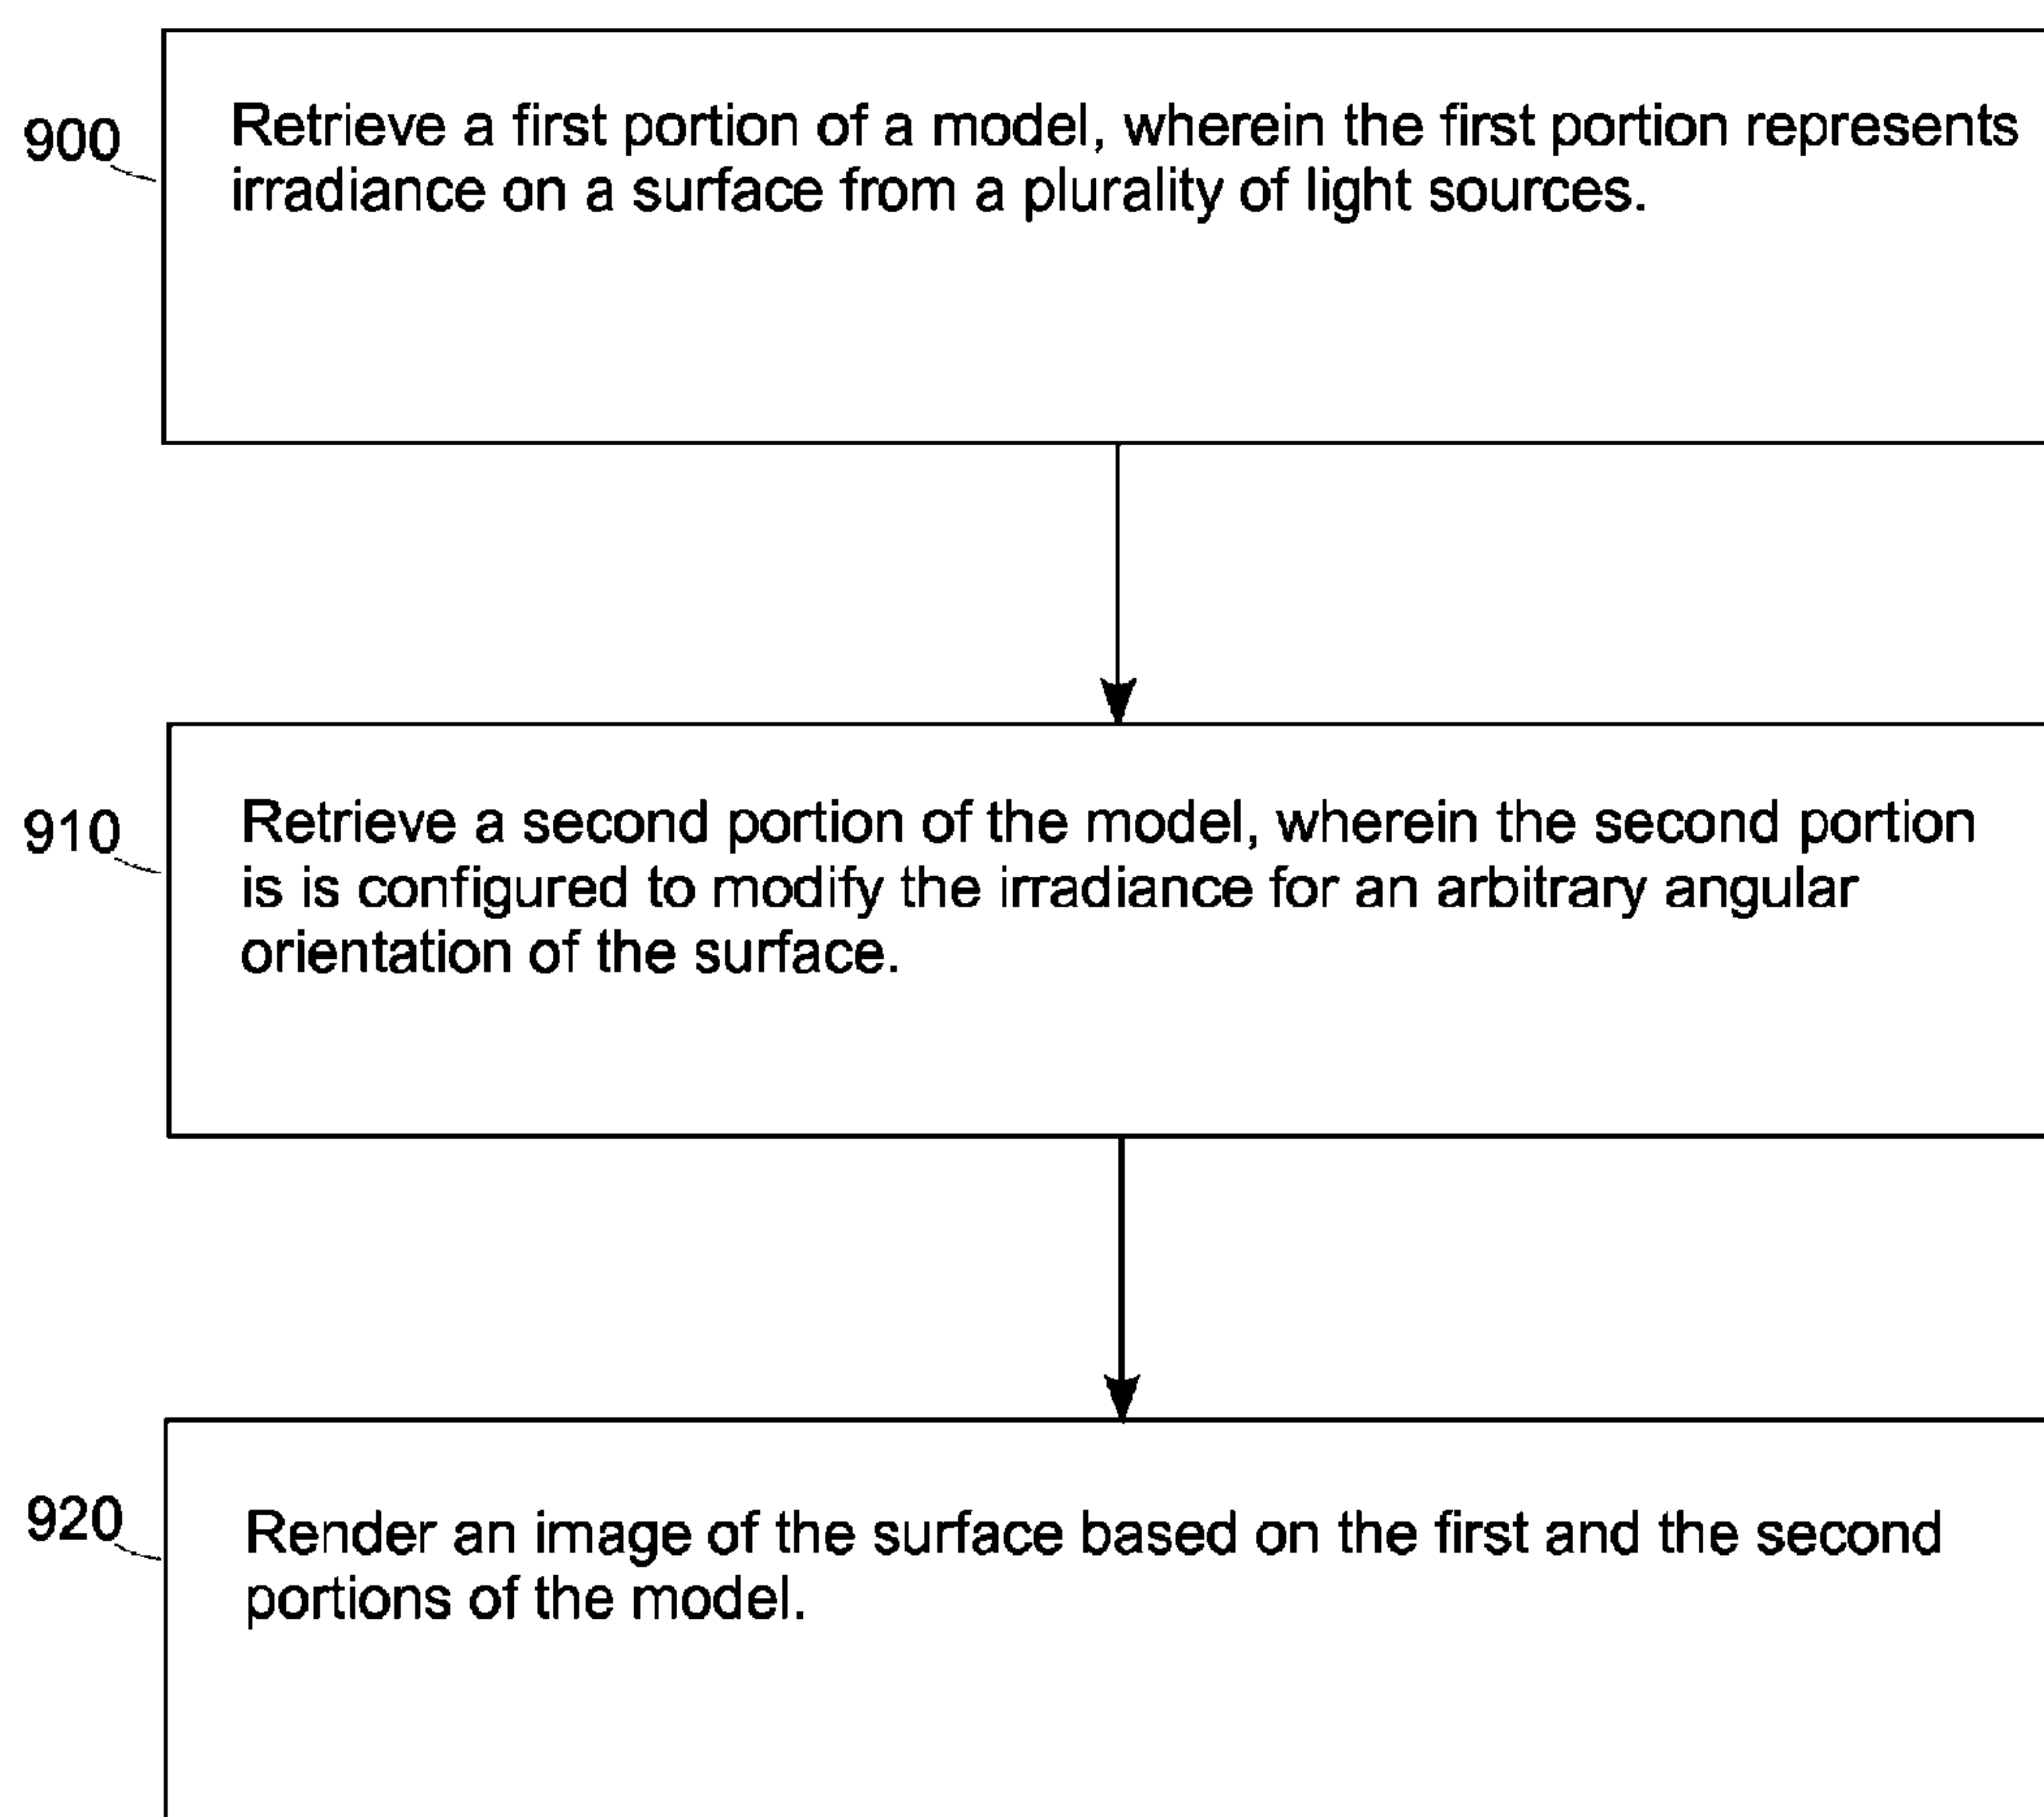 900
Retrieve a first portion of a model, wherein the first portion represents
irradiance on a surface from a plurality of light sources.
910
Retrieve a second portion of the model, wherein the second portion
is is configured to modify the irradiance for an arbitrary angular
orientation of the surface.
920
Render an image of the surface based on the first and the second
portions of the model.